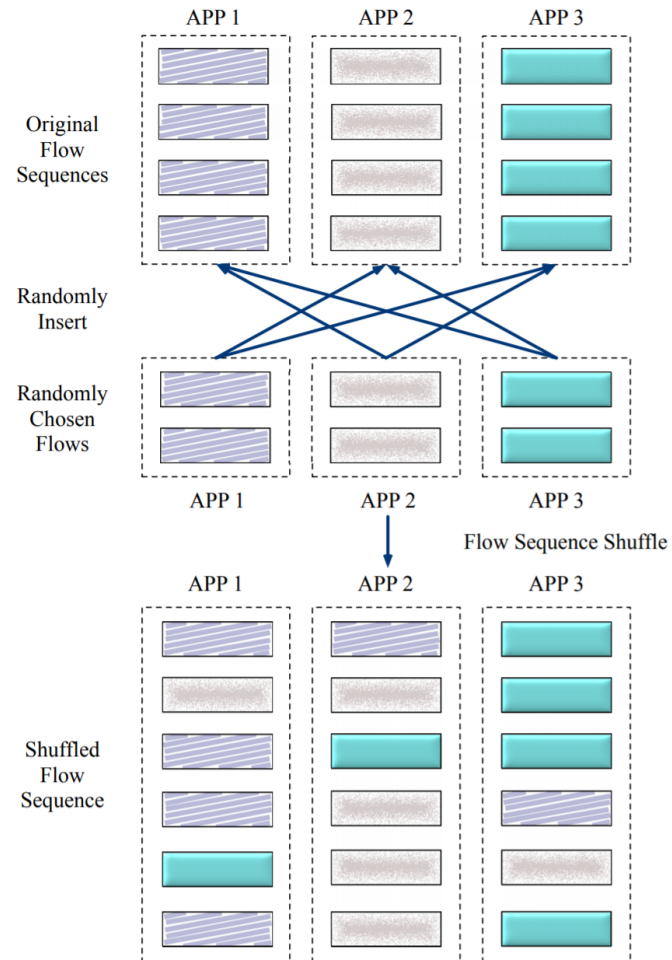 APP 1 APP 2 APP 3
Original
Flow
Sequences
Randomly
Insert
Randomly
Chosen
Flows
APP 1 APP 2 APP 3
Flow Sequence Shuffle
APP 1 APP 2 APP 3
Shuffled
Flow
Sequence